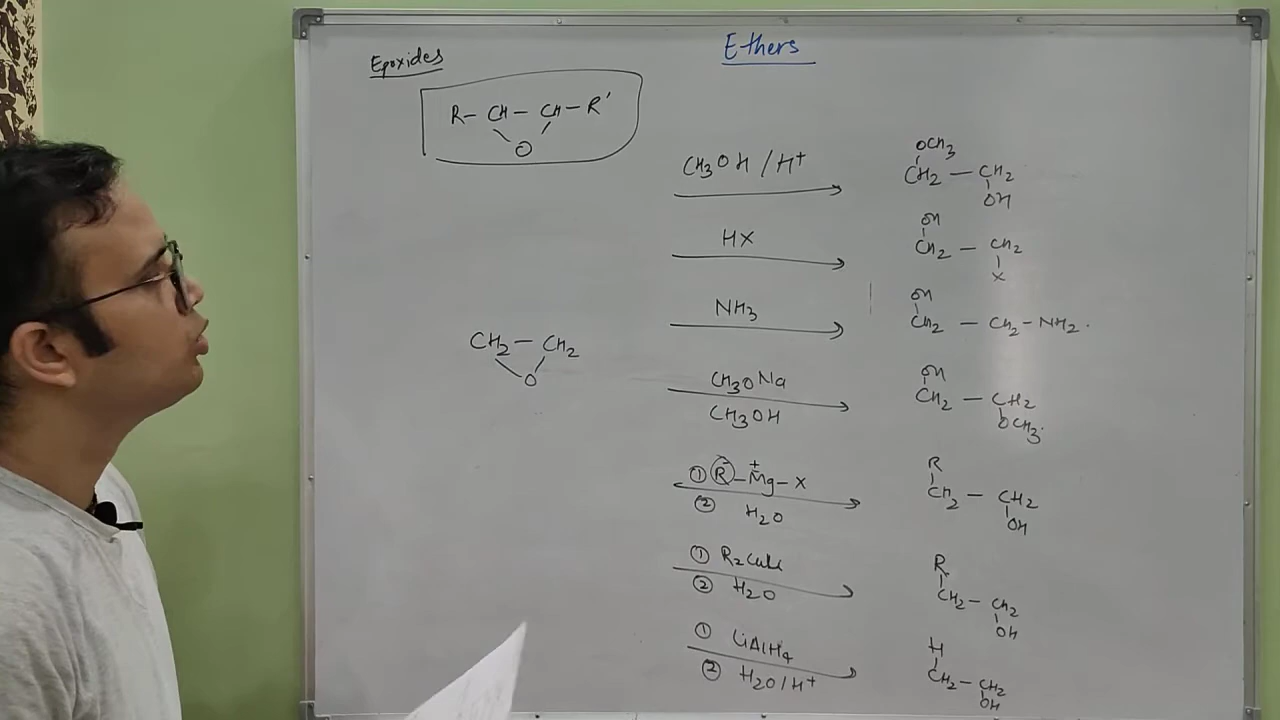 Ethers
Epoxides
R - CH - CH - R'
O
CH3OH / H+
OCH3
CH2 - CH2
OH
HX
OH
CH2 - CH2
X
NH3
OH
CH2 - CH2 - NH2.
CH2 - CH2
O
CH3ONa
CH3OH
OH
CH2 - CH2
OCH3.
① R- - +Mg - X
② H2O
R
CH2 - CH2
OH
① R2CuLi
② H2O
R
CH2 - CH2
OH
① LiAlH4
② H2O/H+
H
CH2 - CH2
OH